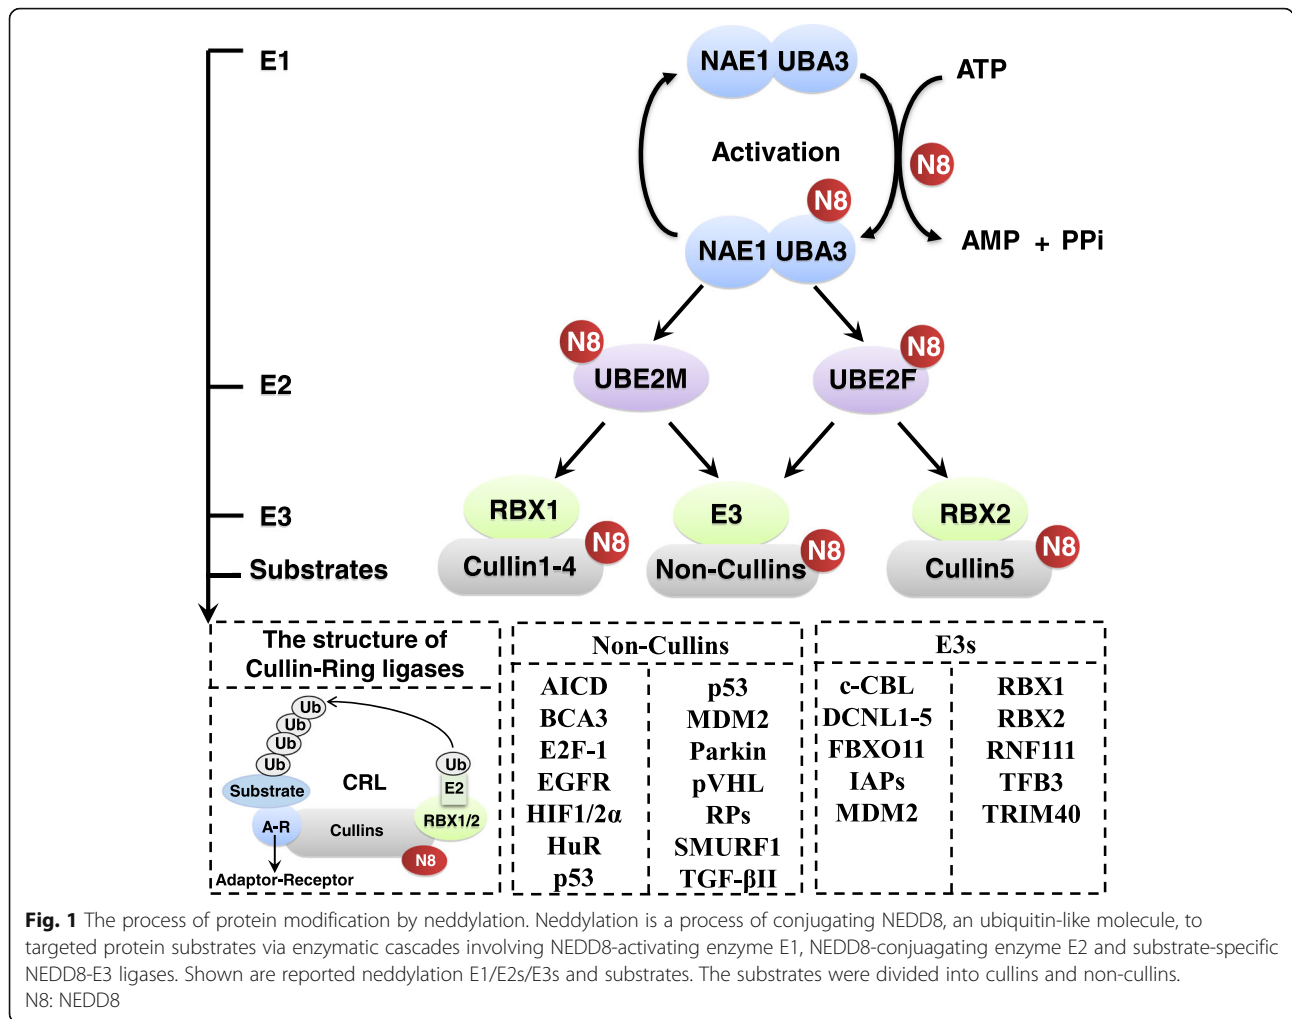 E1
NAE1 UBA3
ATP
Activation
N8
N8
NAE1 UBA3
AMP + PPi
N8
N8
E2
UBE2M
UBE2F
E3
RBX1
E3
RBX2
N8
N8
N8
Substrates
Cullin1-4
Non-Cullins
Cullin5
The structure of
Cullin-Ring ligases
Ub
Ub
Ub
Ub
Ub
Substrate
CRL
E2
A-R
Cullins
RBX1/2
N8
Adaptor-Receptor
Non-Cullins
AICD
BCA3
E2F-1
EGFR
HIF1/2α
HuR
p53
p53
MDM2
Parkin
pVHL
RPs
SMURF1
TGF-βII
E3s
c-CBL
DCNL1-5
FBXO11
IAPs
MDM2
RBX1
RBX2
RNF111
TFB3
TRIM40
Fig. 1 The process of protein modification by neddylation. Neddylation is a process of conjugating NEDD8, an ubiquitin-like molecule, to
targeted protein substrates via enzymatic cascades involving NEDD8-activating enzyme E1, NEDD8-conjuagating enzyme E2 and substrate-specific
NEDD8-E3 ligases. Shown are reported neddylation E1/E2s/E3s and substrates. The substrates were divided into cullins and non-cullins.
N8: NEDD8